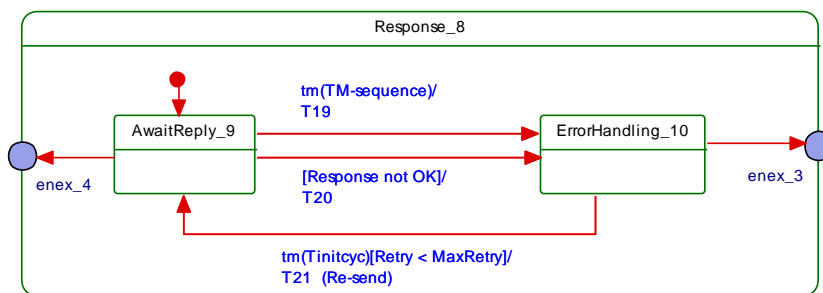 Response_8
tm(TM-sequence)/
T19
AwaitReply_9
ErrorHandling_10
[Response not OK]/
T20
enex_4
enex_3
tm(Tinitcyc)[Retry < MaxRetry]/
T21 (Re-send)